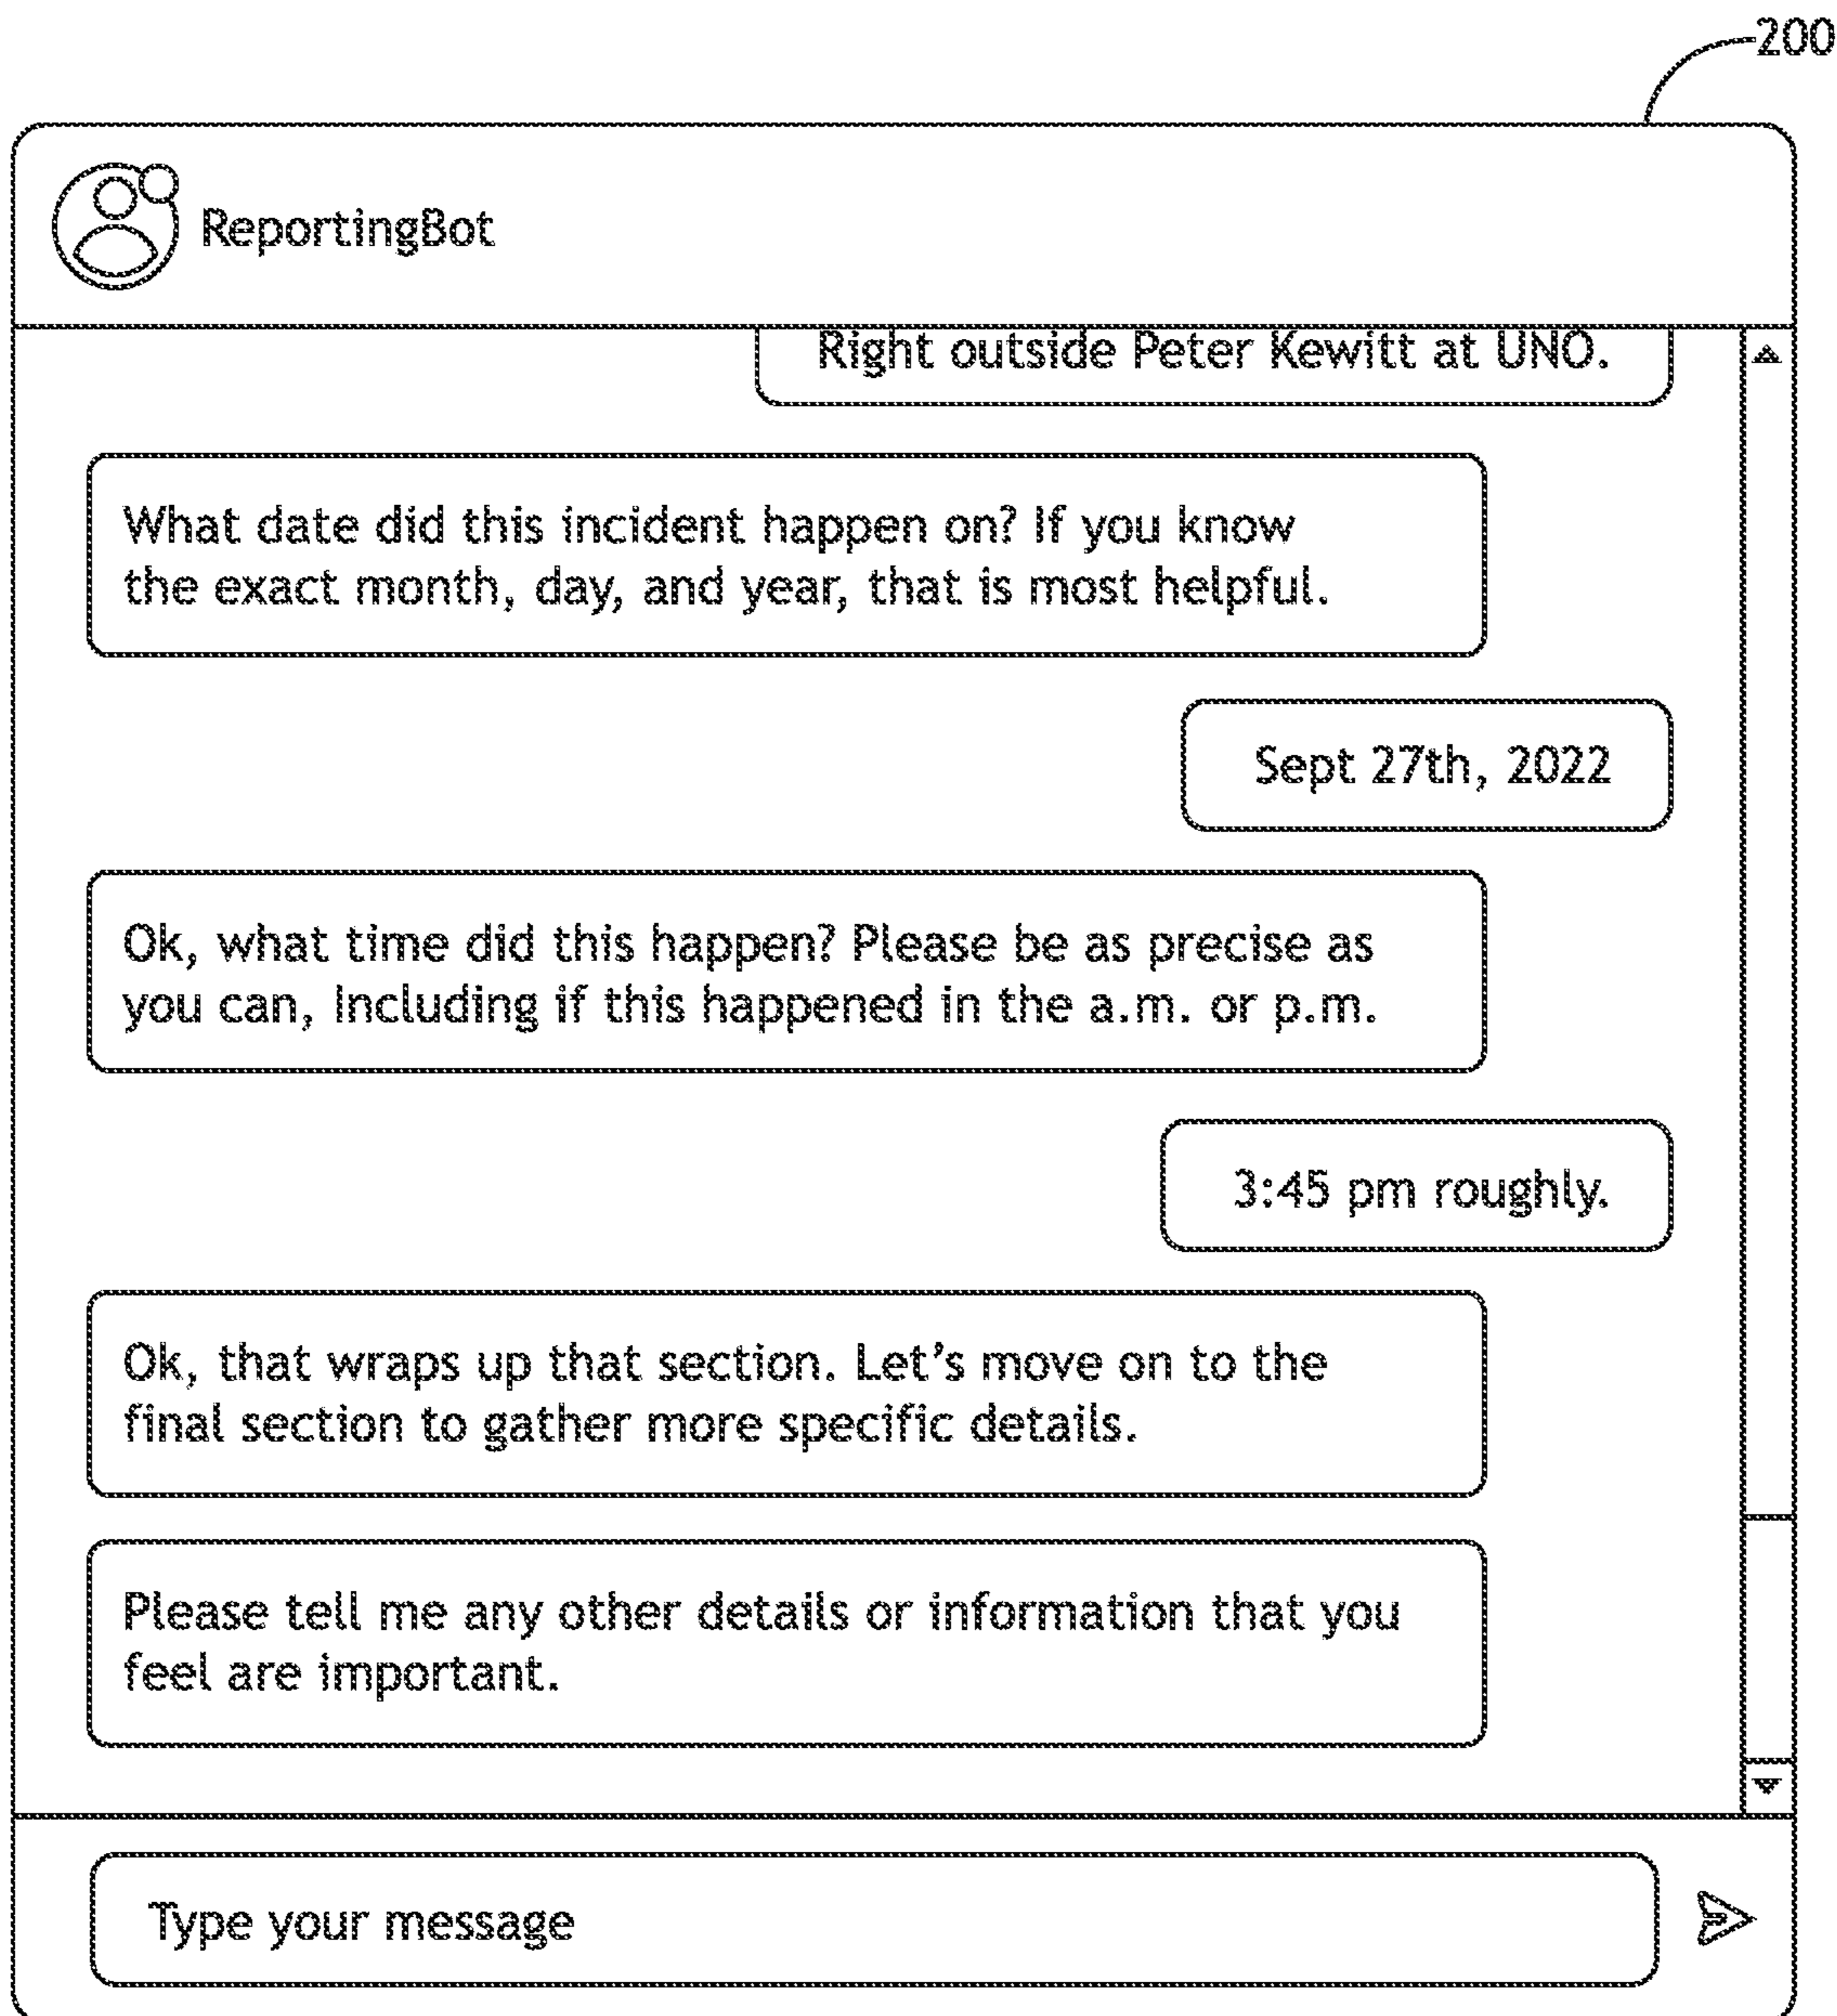 200
ReportingBot
Right outside Peter Kewitt at UNO.
What date did this incident happen on? If you know
the exact month, day, and year, that is most helpful.
Sept 27th, 2022
Ok, what time did this happen? Please be as precise as
you can, Including if this happened in the a.m. or p.m.
3:45 pm roughly.
Ok, that wraps up that section. Let’s move on to the
final section to gather more specific details.
Please tell me any other details or information that you
feel are important.
Type your message